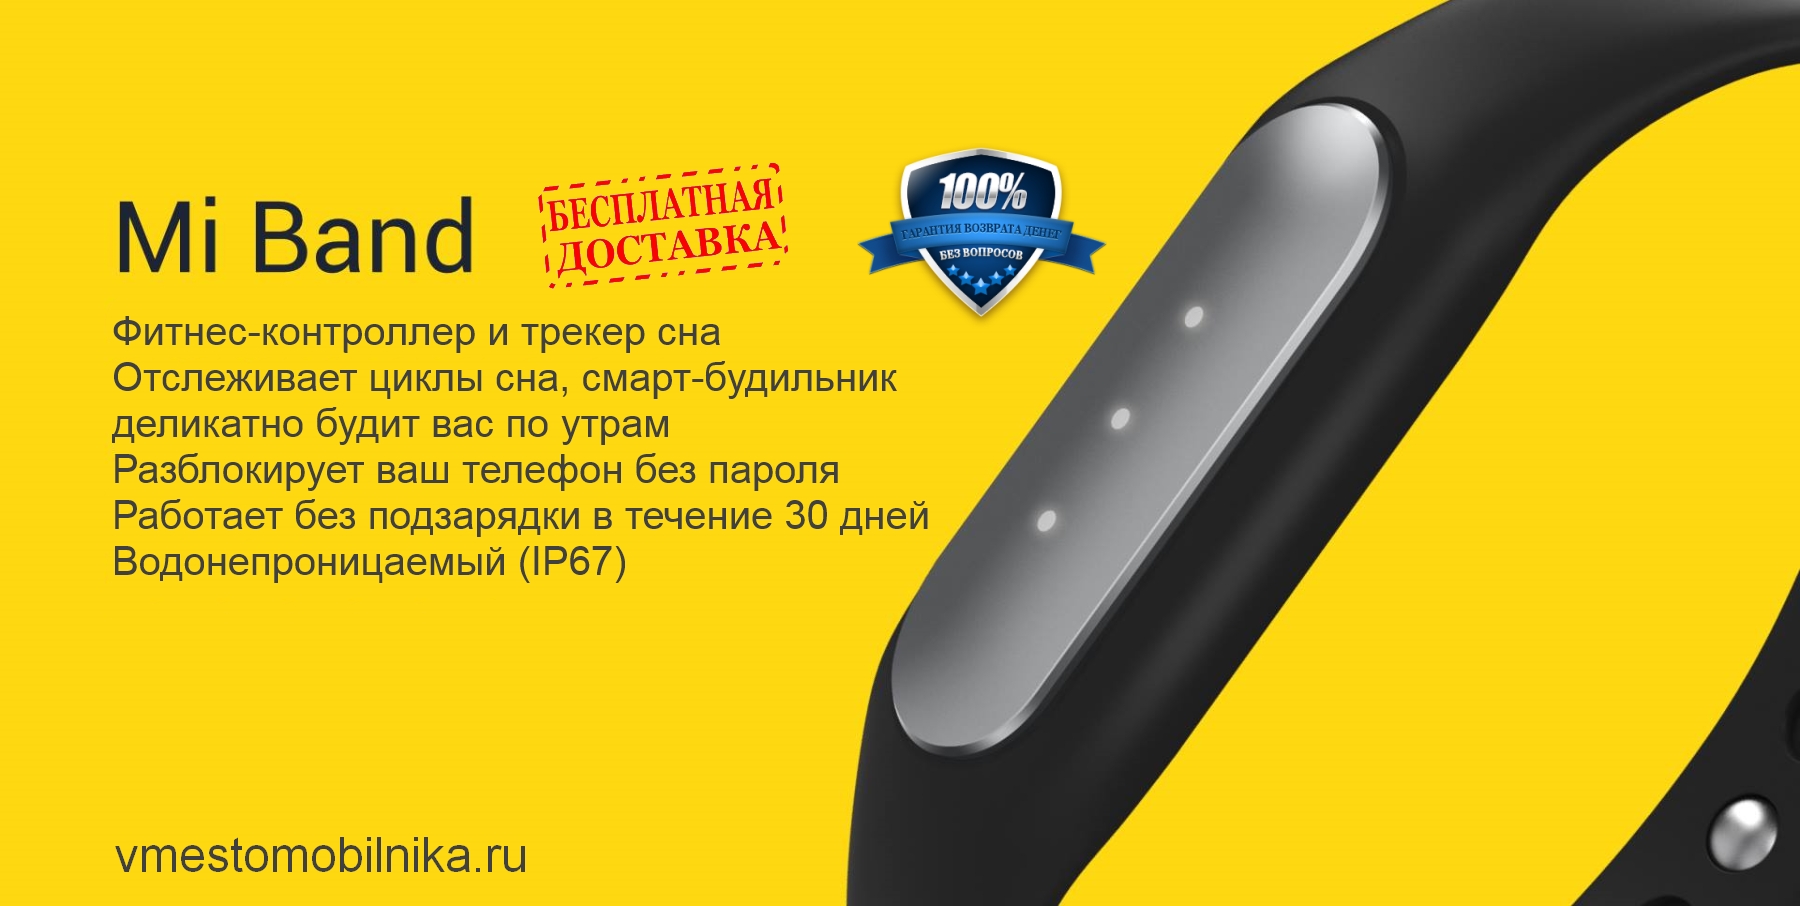 Mi Band
БЕСПЛАТНАЯ
ДОСТАВКА
100%
ГАРАНТИЯ ВОЗВРАТА ДЕНЕГ
БЕЗ ВОПРОСОВ
Фитнес-контроллер и трекер сна
Отслеживает циклы сна, смарт-будильник
деликатно будит вас по утрам
Разблокирует ваш телефон без пароля
Работает без подзарядки в течение 30 дней
Водонепроницаемый (IP67)
vmestomobilnika.ru